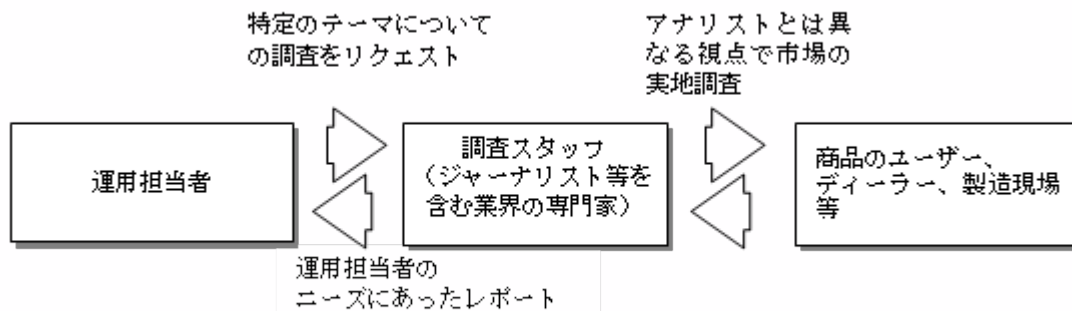 特定のテーマについて
の調査をリクエスト
アナリストとは異
なる視点で市場の
実地調査
運用担当者
調査スタッフ
（ジャーナリスト等を
含む業界の専門家）
商品のユーザー、
ディーラー、製造現場
等
運用担当者の
ニーズにあったレポート